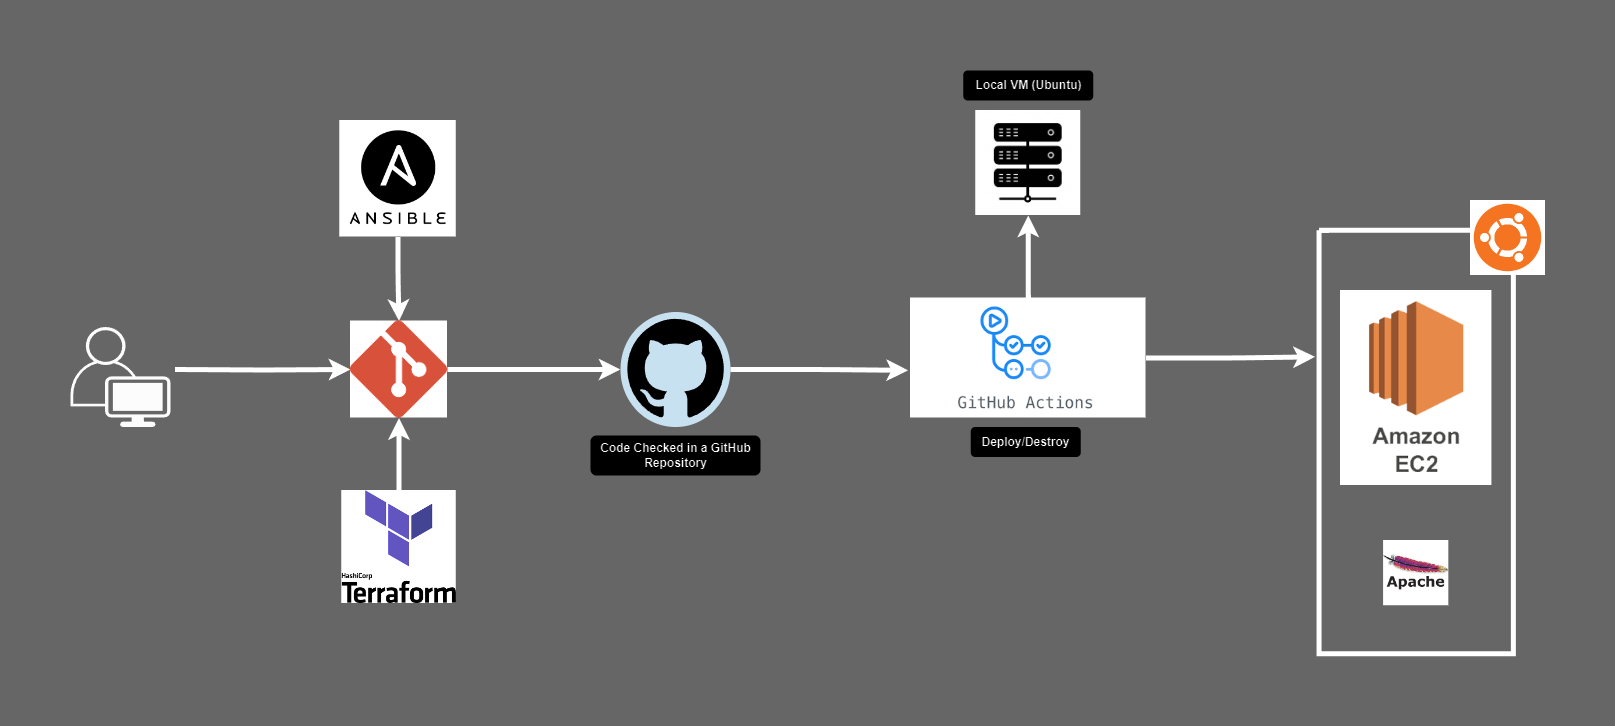 Local VM (Ubuntu)
ANSIBLE
GitHub Actions
Deploy/Destroy
Code Checked in a GitHub
Repository
Amazon
EC2
HashiCorp
Terraform
Apache